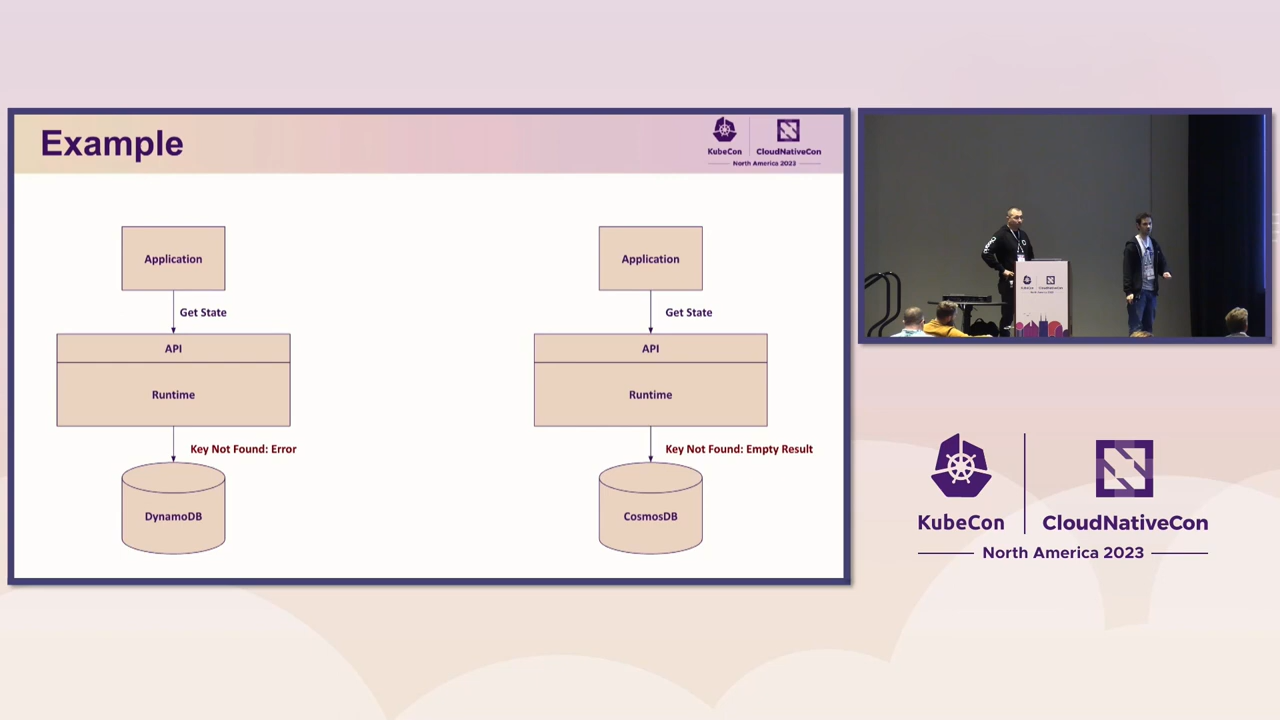 Example
KubeCon
CloudNativeCon
North America 2023
Application
Get State
API
Runtime
Key Not Found: Error
DynamoDB
Application
Get State
API
Runtime
Key Not Found: Empty Result
CosmosDB
KubeCon
CloudNativeCon
North America 2023